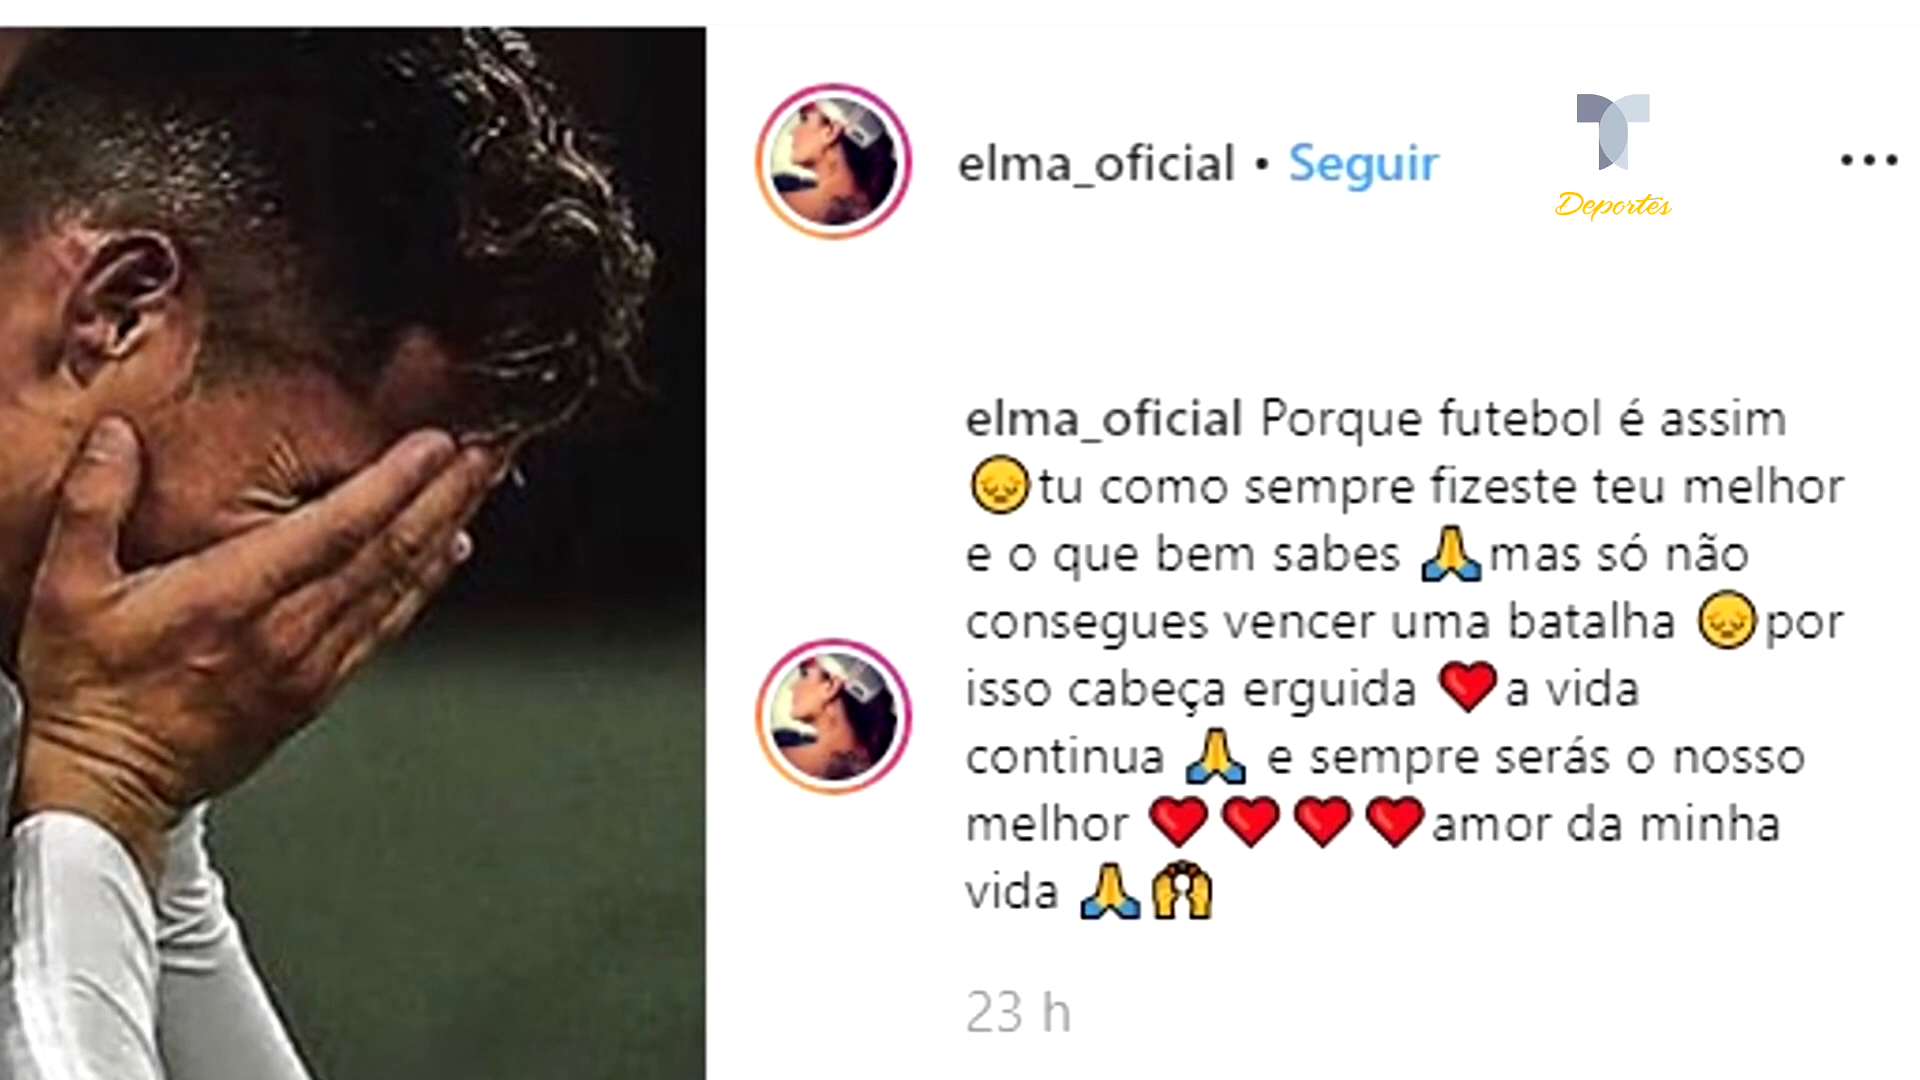 elma_oficial • Seguir
Deportes
elma_oficial Porque futebol é assim
😞tu como sempre fizeste teu melhor
e o que bem sabes 🙏mas só não
consegues vencer uma batalha 😞por
isso cabeça erguida ❤️a vida
continua 🙏 e sempre serás o nosso
melhor ❤️❤️❤️❤️amor da minha
vida 🙏🙌
23 h